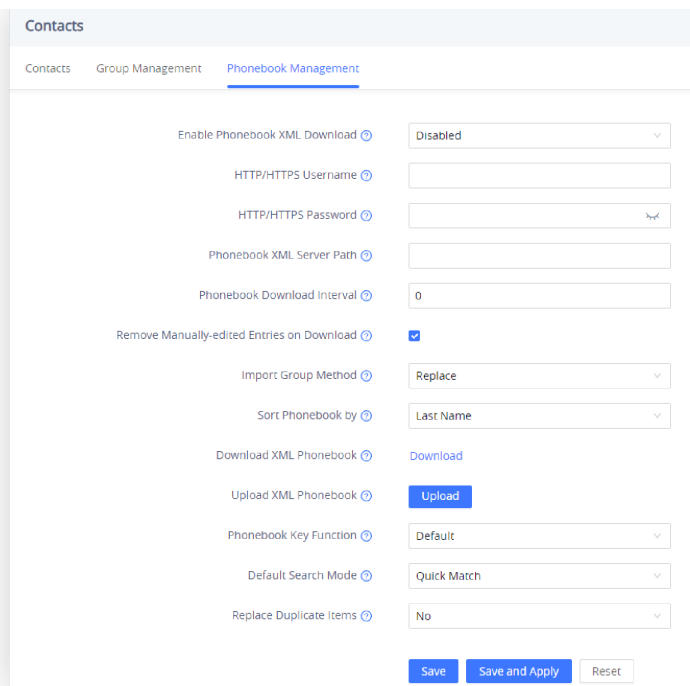 Contacts
Contacts Group Management Phonebook Management
Enable Phonebook XML Download Disabled
HTTP/HTTPS Username
HTTP/HTTPS Password
Phonebook XML Server Path
Phonebook Download Interval 0
Remove Manually-edited Entries on Download
Import Group Method Replace
Sort Phonebook by Last Name
Download XML Phonebook Download
Upload XML Phonebook Upload
Phonebook Key Function Default
Default Search Mode Quick Match
Replace Duplicate Items No
Save Save and Apply Reset